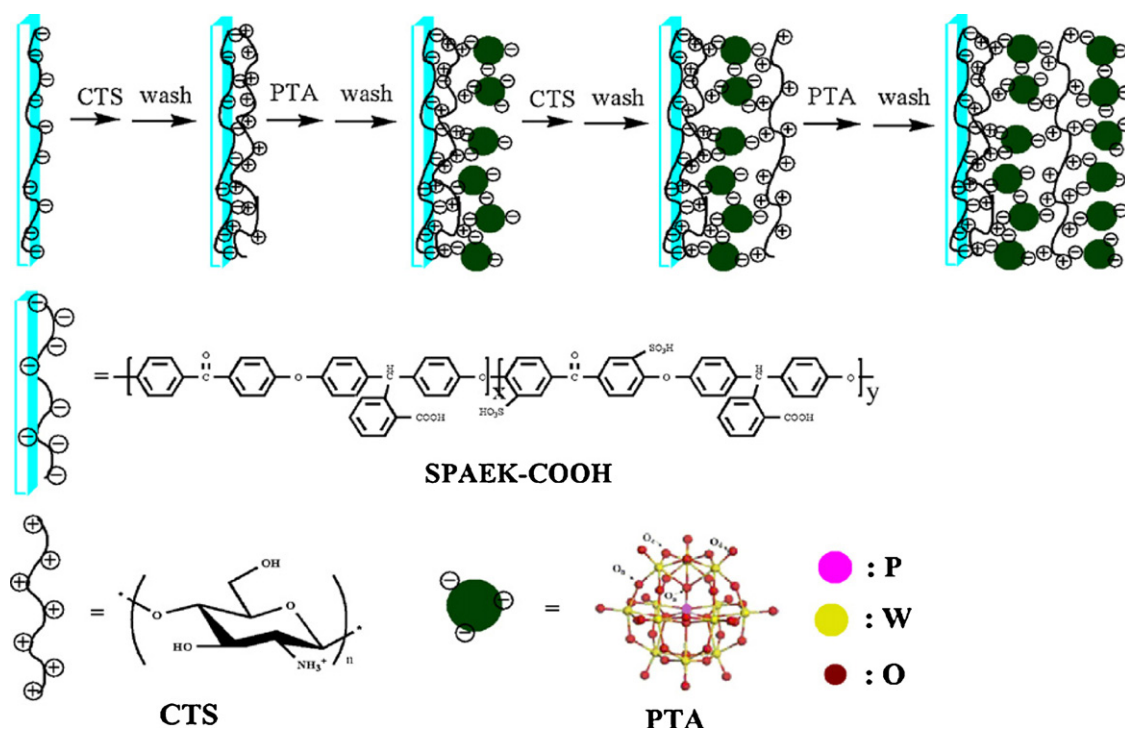 CTS wash PTA wash CTS wash PTA wash
= O C O O H C COOH O x HO₃S O C SO₃H O H C COOH O y
SPAEK-COOH
= * O OH O HO NH₃⁺ n *
CTS
=
PTA
: P
: W
: O